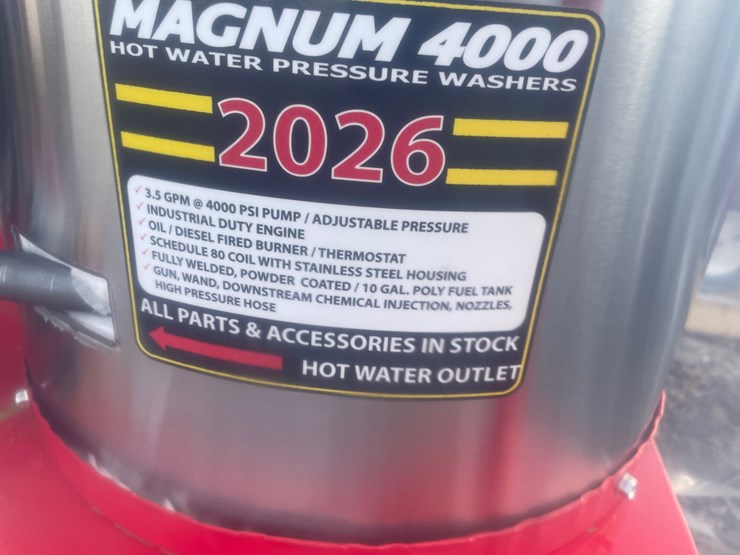 MAGNUM 4000
HOT WATER PRESSURE WASHERS
2026
✓ 3.5 GPM @ 4000 PSI PUMP / ADJUSTABLE PRESSURE
✓ INDUSTRIAL DUTY ENGINE
✓ OIL / DIESEL FIRED BURNER / THERMOSTAT
✓ SCHEDULE 80 COIL WITH STAINLESS STEEL HOUSING
✓ FULLY WELDED, POWDER COATED / 10 GAL. POLY FUEL TANK
✓ GUN, WAND, DOWNSTREAM CHEMICAL INJECTION, NOZZLES,
HIGH PRESSURE HOSE
ALL PARTS & ACCESSORIES IN STOCK
HOT WATER OUTLET